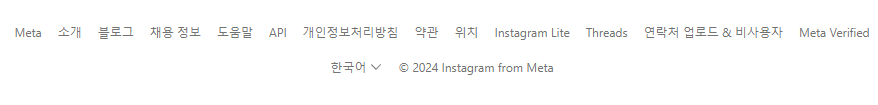 Meta 소개 블로그 채용 정보 도움말 API 개인정보처리방침 약관 위치 Instagram Lite Threads 연락처 업로드 & 비사용자 Meta Verified
한국어 © 2024 Instagram from Meta